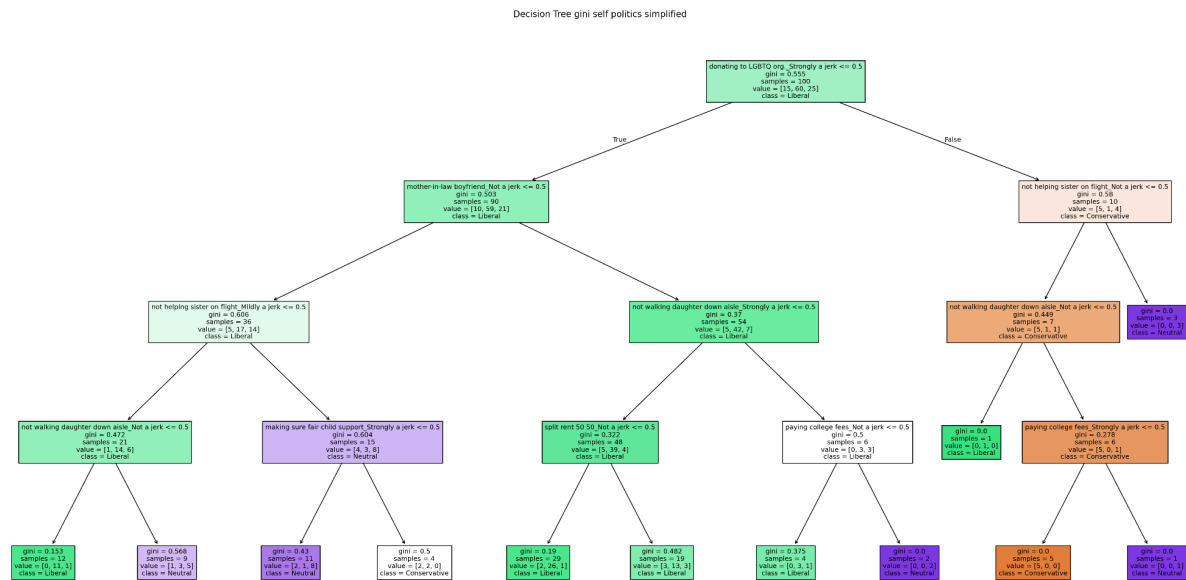 Decision Tree gini self politics simplified
donating to LGBTQ org._Strongly a jerk <= 0.5
gini = 0.555
samples = 100
value = [15, 60, 25]
class = Liberal
True
False
mother-in-law boyfriend_Not a jerk <= 0.5
gini = 0.503
samples = 90
value = [10, 59, 21]
class = Liberal
not helping sister on flight_Not a jerk <= 0.5
gini = 0.58
samples = 10
value = [5, 1, 4]
class = Conservative
not helping sister on flight_Mildly a jerk <= 0.5
gini = 0.606
samples = 36
value = [5, 17, 14]
class = Liberal
not walking daughter down aisle_Strongly a jerk <= 0.5
gini = 0.37
samples = 54
value = [5, 42, 7]
class = Liberal
not walking daughter down aisle_Not a jerk <= 0.5
gini = 0.449
samples = 7
value = [5, 1, 1]
class = Conservative
gini = 0.0
samples = 3
value = [0, 0, 3]
class = Neutral
not walking daughter down aisle_Not a jerk <= 0.5
gini = 0.472
samples = 21
value = [1, 14, 6]
class = Liberal
making sure fair child support_Strongly a jerk <= 0.5
gini = 0.604
samples = 15
value = [4, 3, 8]
class = Neutral
split rent 50 50_Not a jerk <= 0.5
gini = 0.322
samples = 48
value = [5, 39, 4]
class = Liberal
paying college fees_Not a jerk <= 0.5
gini = 0.5
samples = 6
value = [0, 3, 3]
class = Liberal
gini = 0.0
samples = 1
value = [0, 1, 0]
class = Liberal
paying college fees_Strongly a jerk <= 0.5
gini = 0.278
samples = 6
value = [5, 0, 1]
class = Conservative
gini = 0.153
samples = 12
value = [0, 11, 1]
class = Liberal
gini = 0.568
samples = 9
value = [1, 3, 5]
class = Neutral
gini = 0.43
samples = 11
value = [2, 1, 8]
class = Neutral
gini = 0.5
samples = 4
value = [2, 2, 0]
class = Conservative
gini = 0.19
samples = 29
value = [2, 26, 1]
class = Liberal
gini = 0.482
samples = 19
value = [3, 13, 3]
class = Liberal
gini = 0.375
samples = 4
value = [0, 3, 1]
class = Liberal
gini = 0.0
samples = 2
value = [0, 0, 2]
class = Neutral
gini = 0.0
samples = 5
value = [5, 0, 0]
class = Conservative
gini = 0.0
samples = 1
value = [0, 0, 1]
class = Neutral